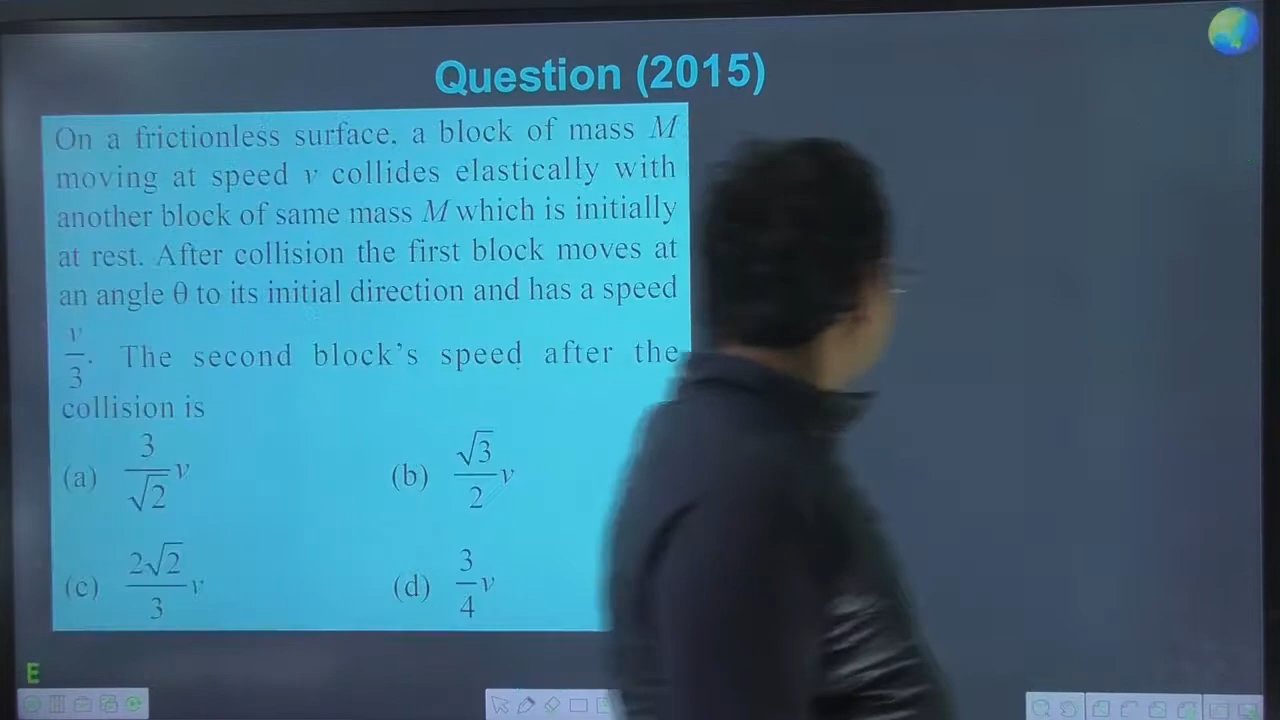 Question (2015)
On a frictionless surface, a block of mass M
moving at speed v collides elastically with
another block of same mass M which is initially
at rest. After collision the first block moves at
an angle θ to its initial direction and has a speed
v/3. The second block's speed after the
collision is
(a) 3/√2 v (b) √3/2 v
(c) 2√2/3 v (d) 3/4 v
E